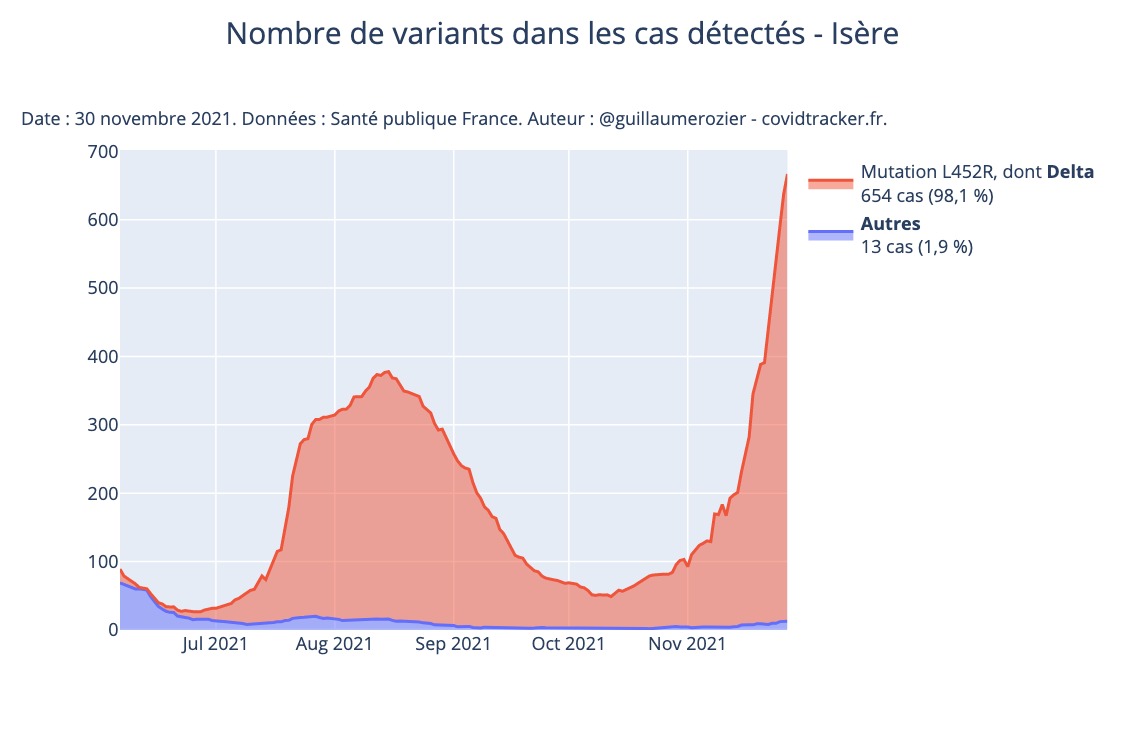 Nombre de variants dans les cas détectés - Isère
Date : 30 novembre 2021. Données : Santé publique France. Auteur : @guillaumerozier - covidtracker.fr.
700
600
500
400
300
200
100
0
Jul 2021
Aug 2021
Sep 2021
Oct 2021
Nov 2021
Mutation L452R, dont Delta
654 cas (98,1 %)
Autres
13 cas (1,9 %)